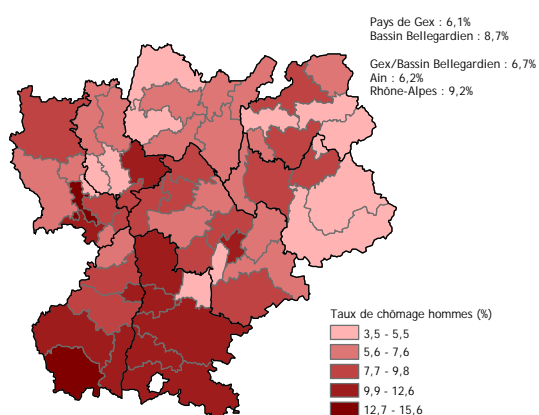 Pays de Gex : 6,1%
Bassin Bellegardien : 8,7%
Gex/Bassin Bellegardien : 6,7%
Ain : 6,2%
Rhône-Alpes : 9,2%
Taux de chômage hommes (%)
3,5 - 5,5
5,6 - 7,6
7,7 - 9,8
9,9 - 12,6
12,7 - 15,6